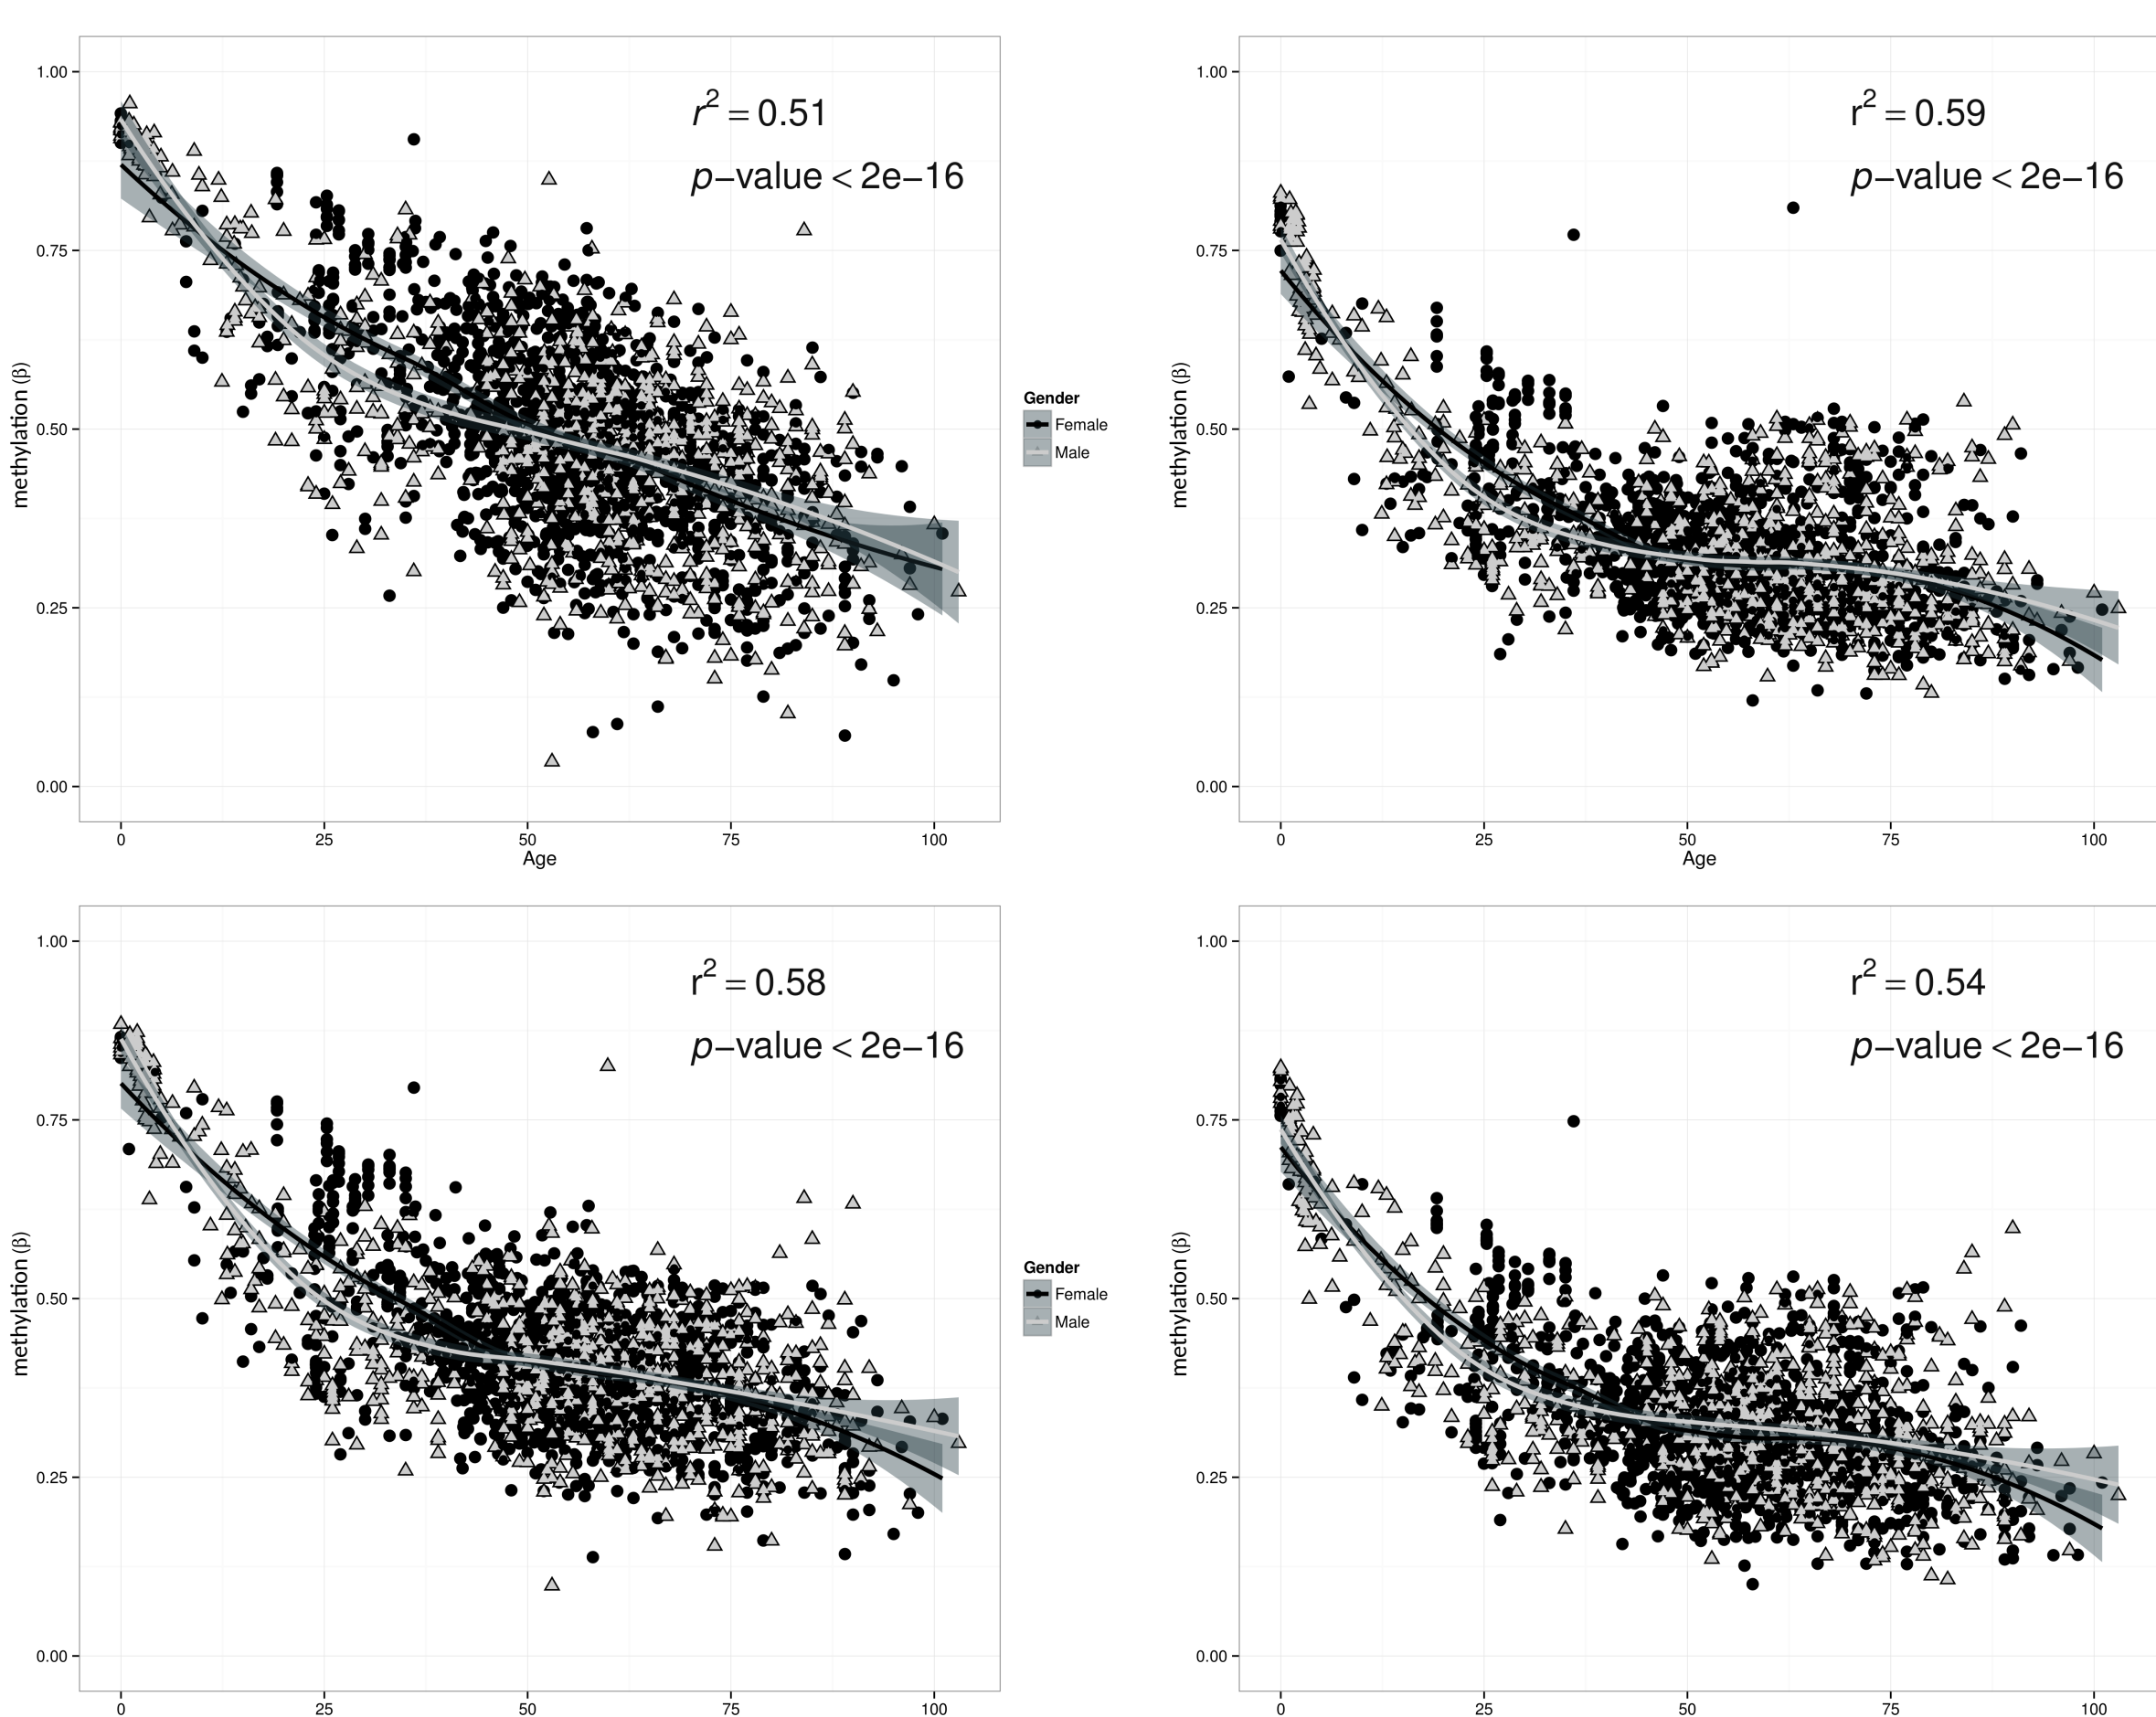 1.00
0.75
0.50
0.25
0.00
methylation (β)
r2 = 0.51
p−value < 2e−16
0 25 50 75 100
Age
Gender
Female
Male
1.00
0.75
0.50
0.25
0.00
methylation (β)
r2 = 0.59
p−value < 2e−16
0 25 50 75 100
Age
1.00
0.75
0.50
0.25
0.00
methylation (β)
r2 = 0.58
p−value < 2e−16
0 25 50 75 100
Gender
Female
Male
1.00
0.75
0.50
0.25
0.00
methylation (β)
r2 = 0.54
p−value < 2e−16
0 25 50 75 100